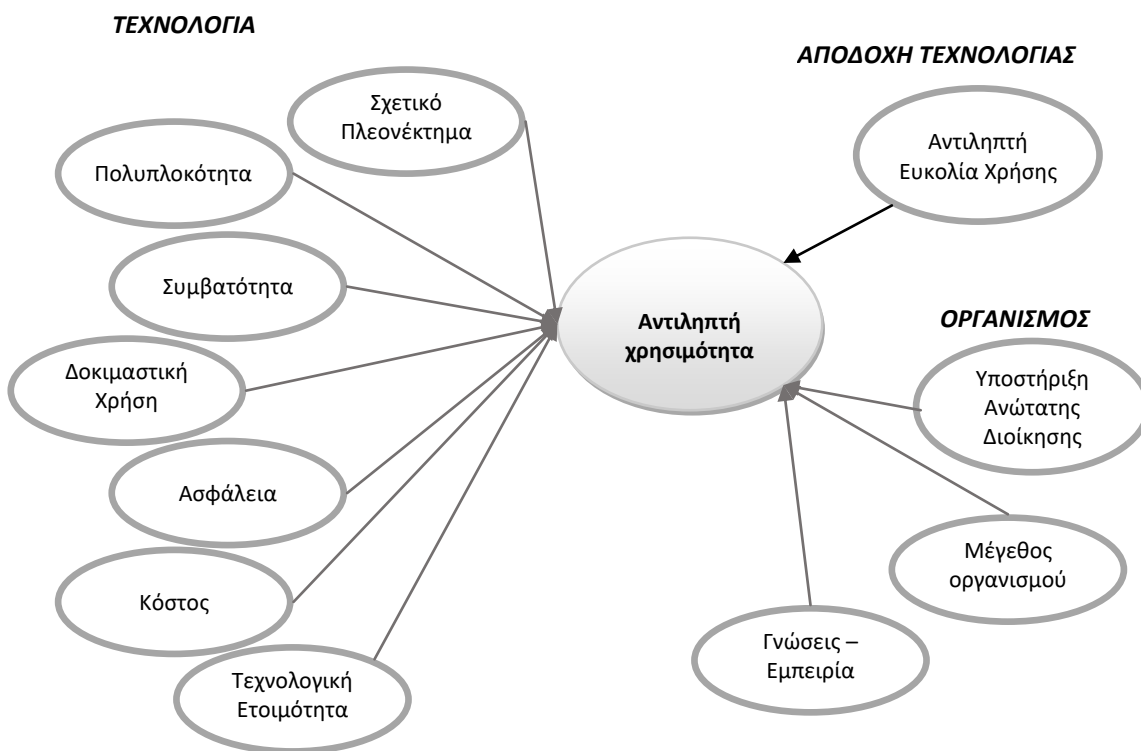 ΤΕΧΝΟΛΟΓΙΑ
Σχετικό
Πλεονέκτημα
Πολυπλοκότητα
Συμβατότητα
Δοκιμαστική
Χρήση
Ασφάλεια
Κόστος
Τεχνολογική
Ετοιμότητα
Αντιληπτή
χρησιμότητα
ΑΠΟΔΟΧΗ ΤΕΧΝΟΛΟΓΙΑΣ
Αντιληπτή
Ευκολία Χρήσης
ΟΡΓΑΝΙΣΜΟΣ
Υποστήριξη
Ανώτατης
Διοίκησης
Μέγεθος
οργανισμού
Γνώσεις –
Εμπειρία